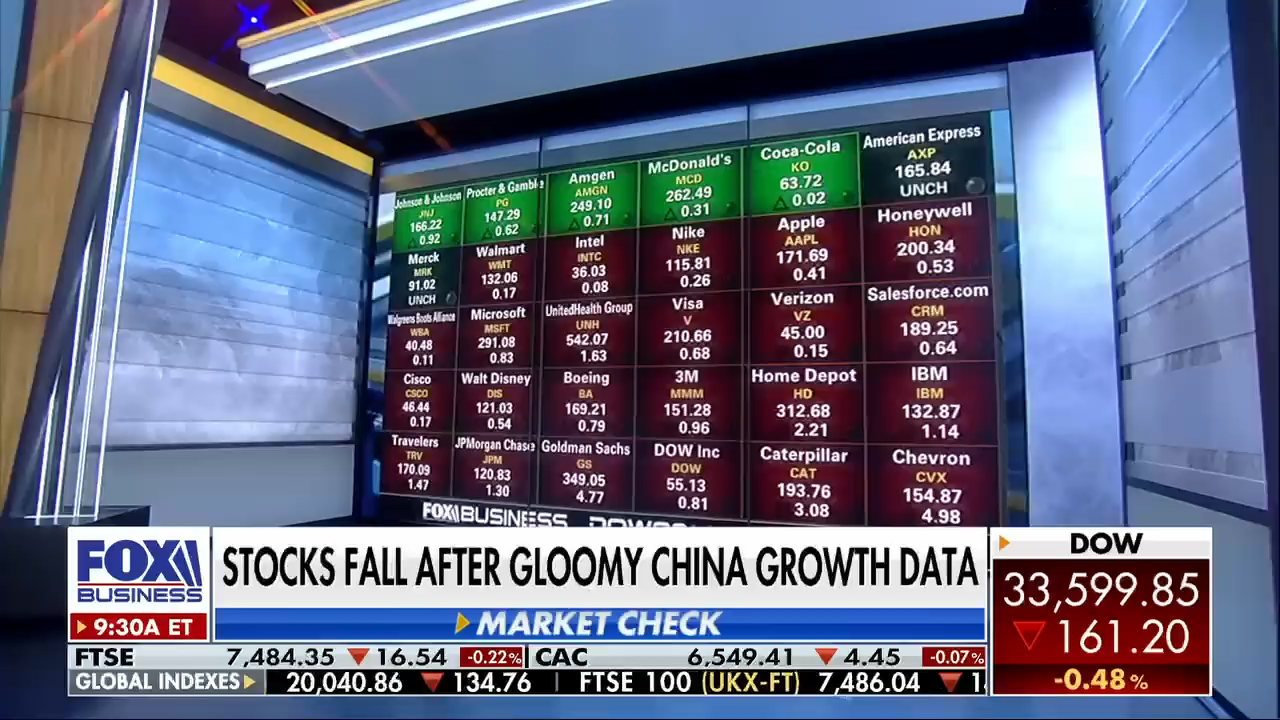 Johnson & Johnson
JNJ
166.22
△0.92
Procter & Gamble
PG
147.29
△0.62
Amgen
AMGN
249.10
△0.71
McDonald's
MCD
262.49
△0.31
Coca-Cola
KO
63.72
△0.02
American Express
AXP
165.84
UNCH
Merck
MRK
91.02
UNCH
Walmart
WMT
132.06
0.17
Intel
INTC
36.03
0.08
Nike
NKE
115.81
0.26
Apple
AAPL
171.69
0.41
Honeywell
HON
200.34
0.53
Walgreens Boots Alliance
WBA
40.48
0.11
Microsoft
MSFT
291.08
0.83
UnitedHealth Group
UNH
542.07
1.63
Visa
V
210.66
0.68
Verizon
VZ
45.00
0.15
Salesforce.com
CRM
189.25
0.64
Cisco
CSCO
46.44
0.17
Walt Disney
DIS
121.03
0.54
Boeing
BA
169.21
0.79
3M
MMM
151.28
0.96
Home Depot
HD
312.68
2.21
IBM
IBM
132.87
1.14
Travelers
TRV
170.09
1.47
JPMorgan Chase
JPM
120.83
1.30
Goldman Sachs
GS
349.05
4.77
DOW Inc
DOW
55.13
0.81
Caterpillar
CAT
193.76
3.08
Chevron
CVX
154.87
4.98
FOX BUSINESS
FOX
BUSINESS
9:30A ET
STOCKS FALL AFTER GLOOMY CHINA GROWTH DATA
MARKET CHECK
DOW
33,599.85
▼161.20
-0.48%
FTSE 7,484.35 ▼ 16.54 -0.22% CAC 6,549.41 ▼ 4.45 -0.07%
GLOBAL INDEXES 20,040.86 ▼ 134.76 | FTSE 100 (UKX-FT) 7,486.04 ▼ 1